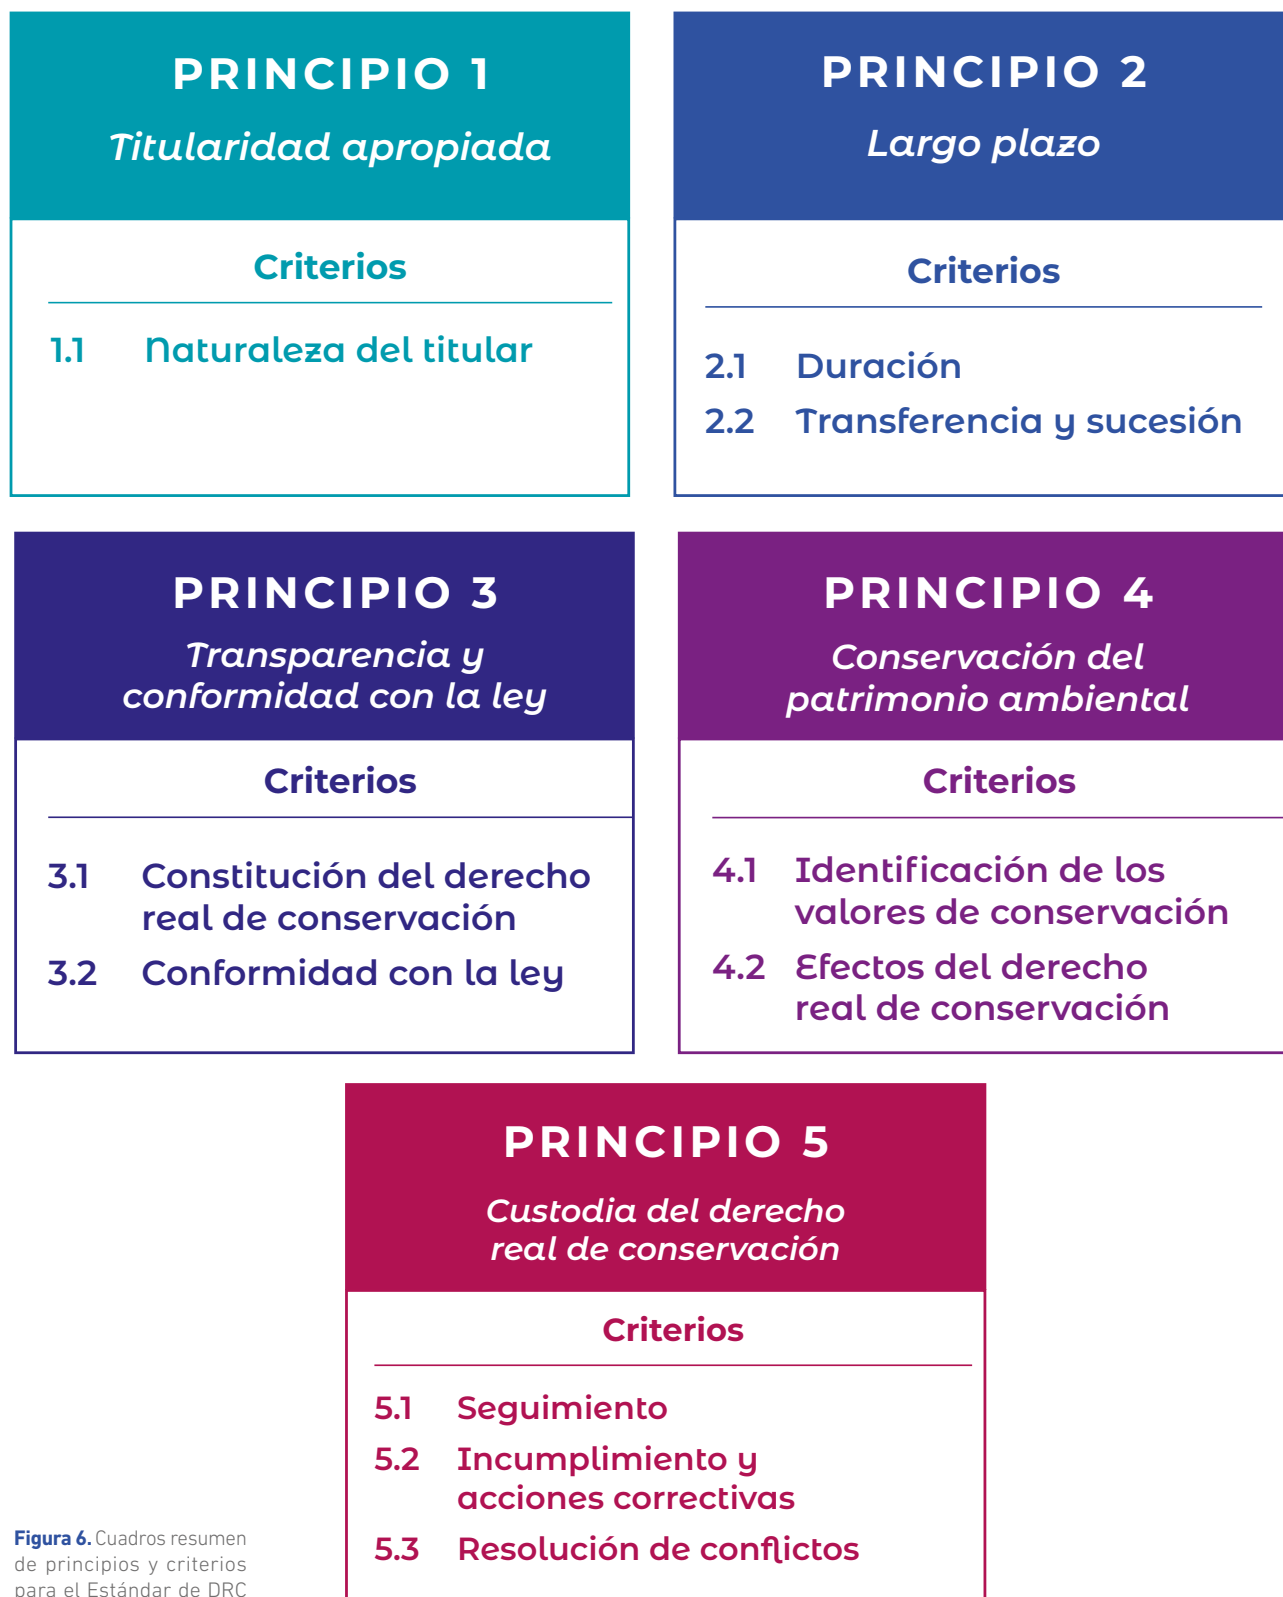 PRINCIPIO 1
Titularidad apropiada
Criterios
1.1 Naturaleza del titular
PRINCIPIO 2
Largo plazo
Criterios
2.1 Duración
2.2 Transferencia y sucesión
PRINCIPIO 3
Transparencia y
conformidad con la ley
Criterios
3.1 Constitución del derecho
real de conservación
3.2 Conformidad con la ley
PRINCIPIO 4
Conservación del
patrimonio ambiental
Criterios
4.1 Identificación de los
valores de conservación
4.2 Efectos del derecho
real de conservación
PRINCIPIO 5
Custodia del derecho
real de conservación
Criterios
5.1 Seguimiento
5.2 Incumplimiento y
acciones correctivas
5.3 Resolución de conflictos
Figura 6. Cuadros resumen
de principios y criterios
para el Estándar de DRC